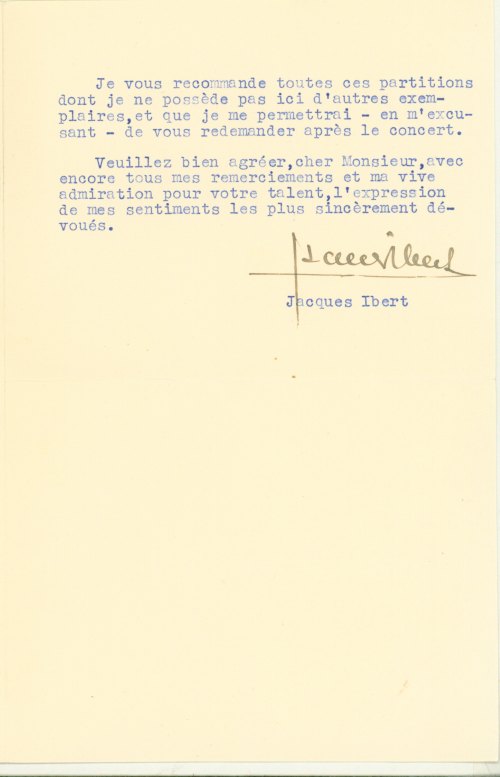 Je vous recommande toutes ces partitions
dont je ne possède pas ici d'autres exem-
plaires,et que je me permettrai - en m'excu-
sant - de vous redemander après le concert.
Veuillez bien agréer,cher Monsieur,avec
encore tous mes remerciements et ma vive
admiration pour votre talent,l'expression
de mes sentiments les plus sincèrement dé-
voués.
Jacques Ibert
Jacques Ibert